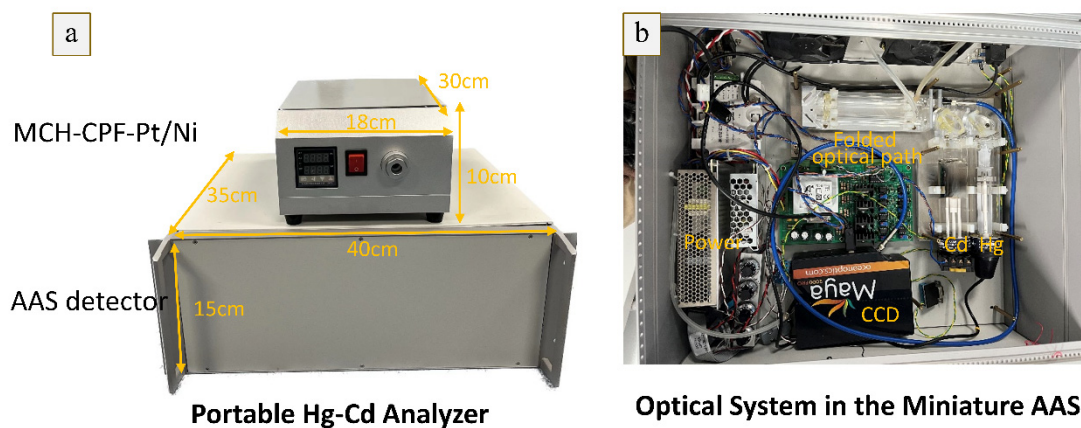 a
MCH-CPF-Pt/Ni
30cm
18cm
10cm
35cm
40cm
AAS detector
15cm
Portable Hg-Cd Analyzer
b
Folded
optical path
Power
Cd Hg
oceanoptics.com
Maya
CCD
Optical System in the Miniature AAS